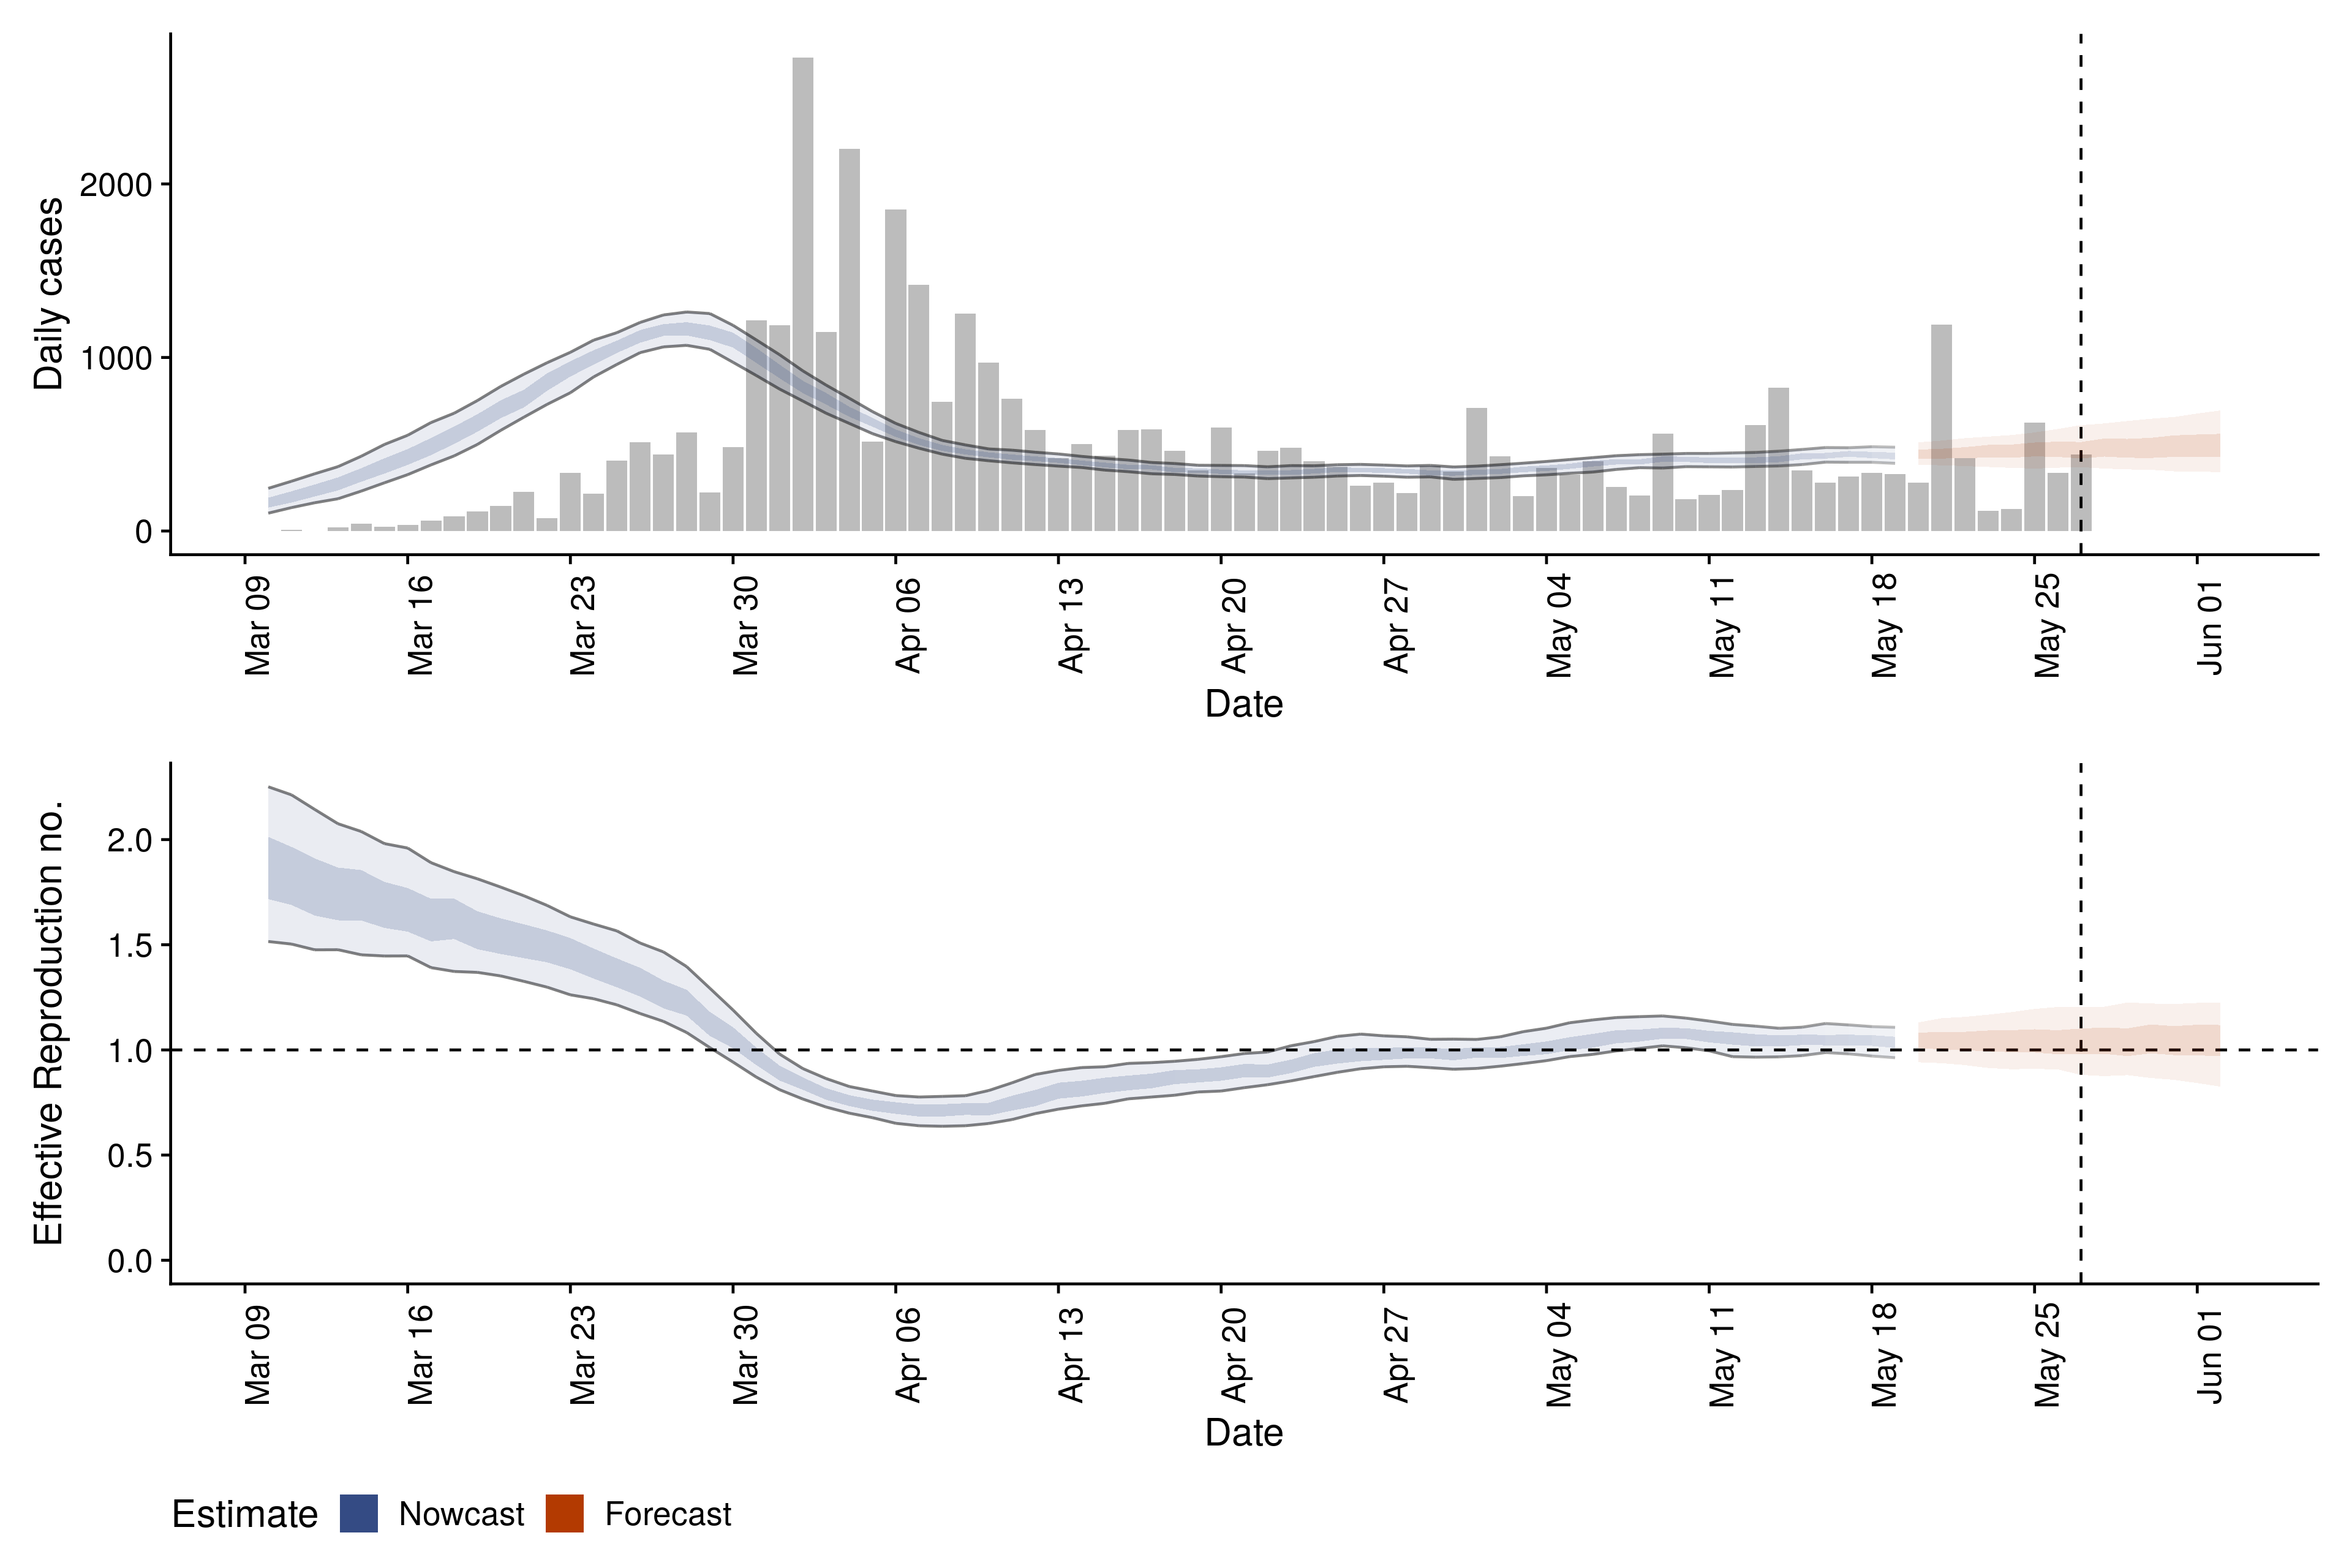 Daily cases
2000
1000
0
Mar 09
Mar 16
Mar 23
Mar 30
Apr 06
Apr 13
Apr 20
Apr 27
May 04
May 11
May 18
May 25
Jun 01
Date
Effective Reproduction no.
2.0
1.5
1.0
0.5
0.0
Mar 09
Mar 16
Mar 23
Mar 30
Apr 06
Apr 13
Apr 20
Apr 27
May 04
May 11
May 18
May 25
Jun 01
Date
Estimate Nowcast Forecast